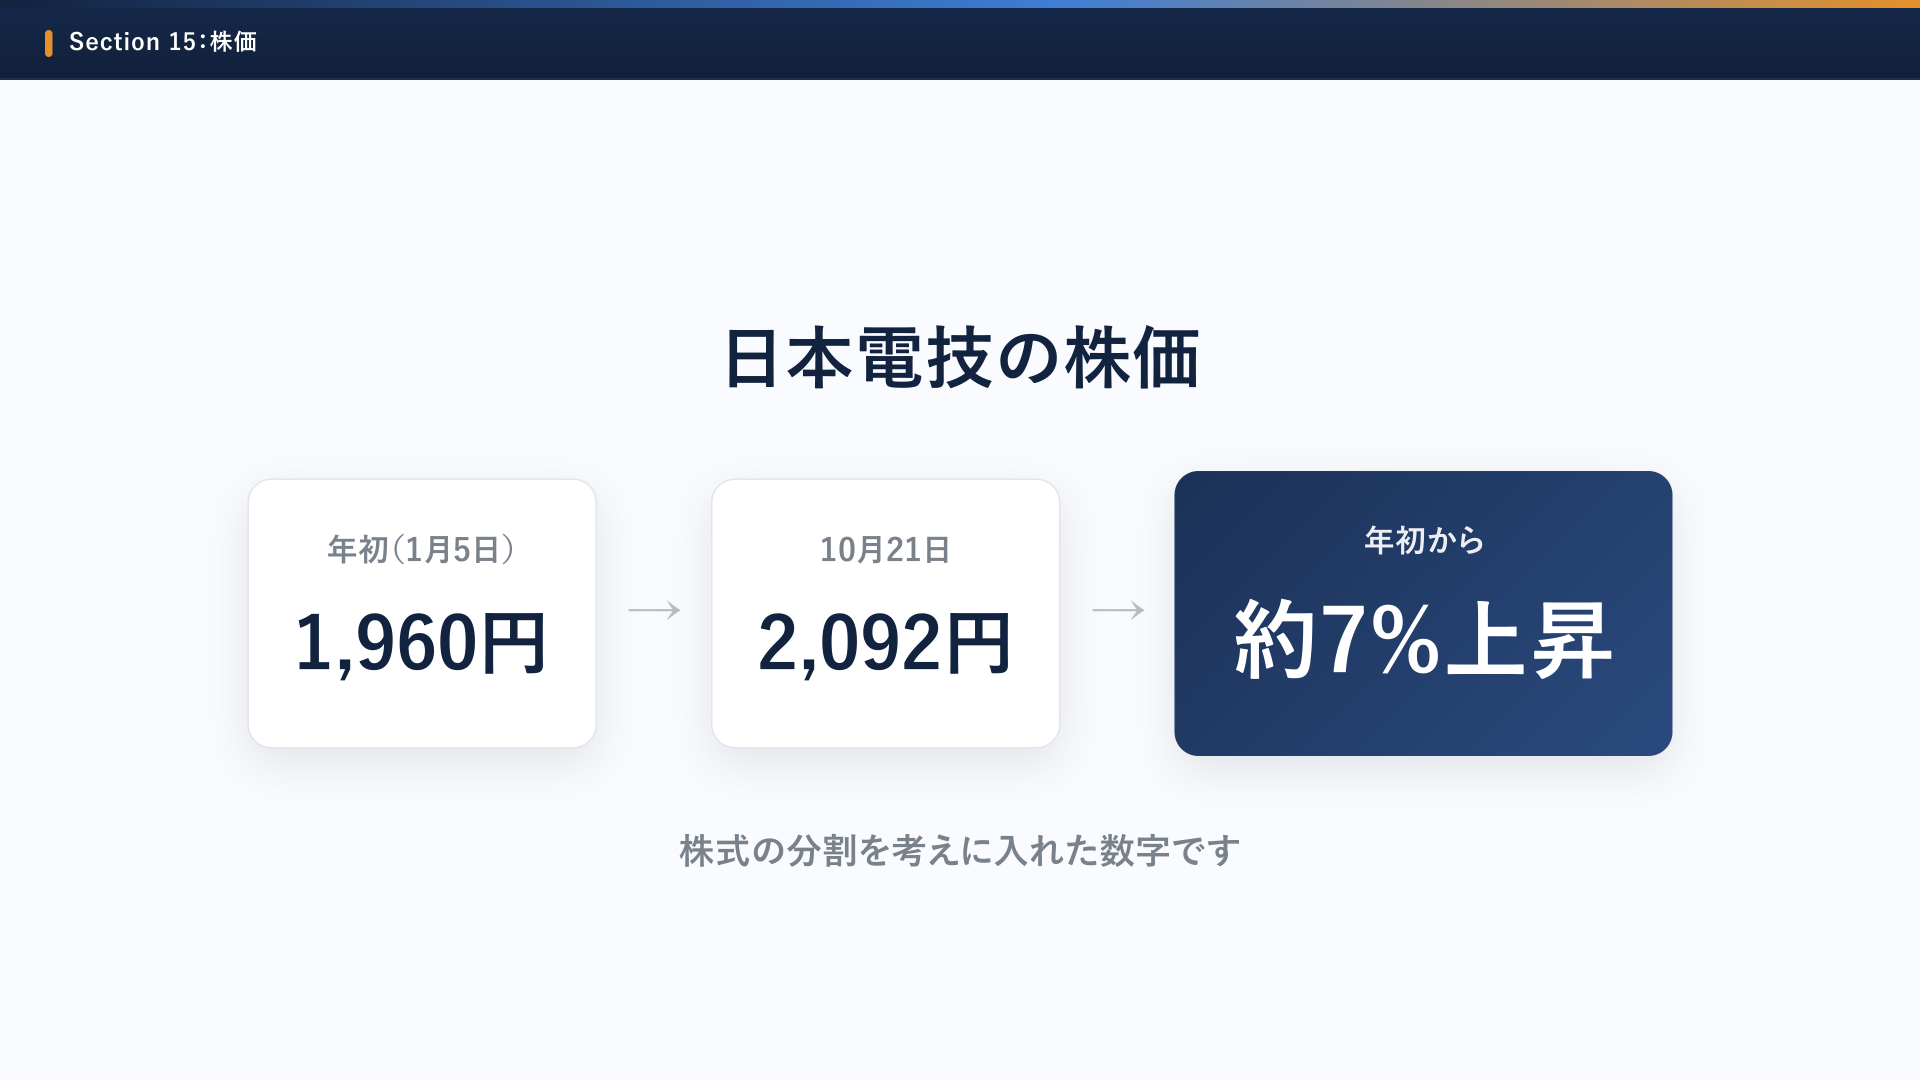 Section 15：株価
日本電技の株価
年初（1月5日）
1,960円
→
10月21日
2,092円
→
年初から
約7%上昇
株式の分割を考えに入れた数字です